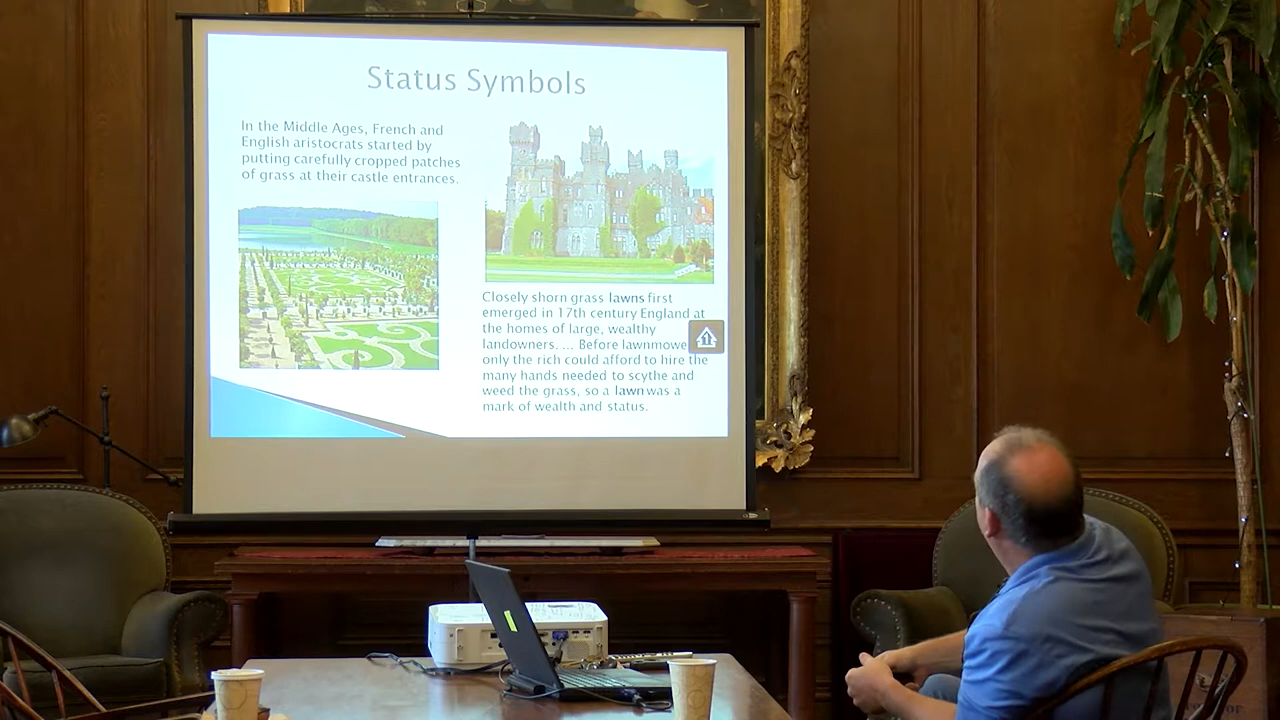 Status Symbols
In the Middle Ages, French and
English aristocrats started by
putting carefully cropped patches
of grass at their castle entrances.
Closely shorn grass lawns first
emerged in 17th century England at
the homes of large, wealthy
landowners. ... Before lawnmowe
only the rich could afford to hire the
many hands needed to scythe and
weed the grass, so a lawn was a
mark of wealth and status.